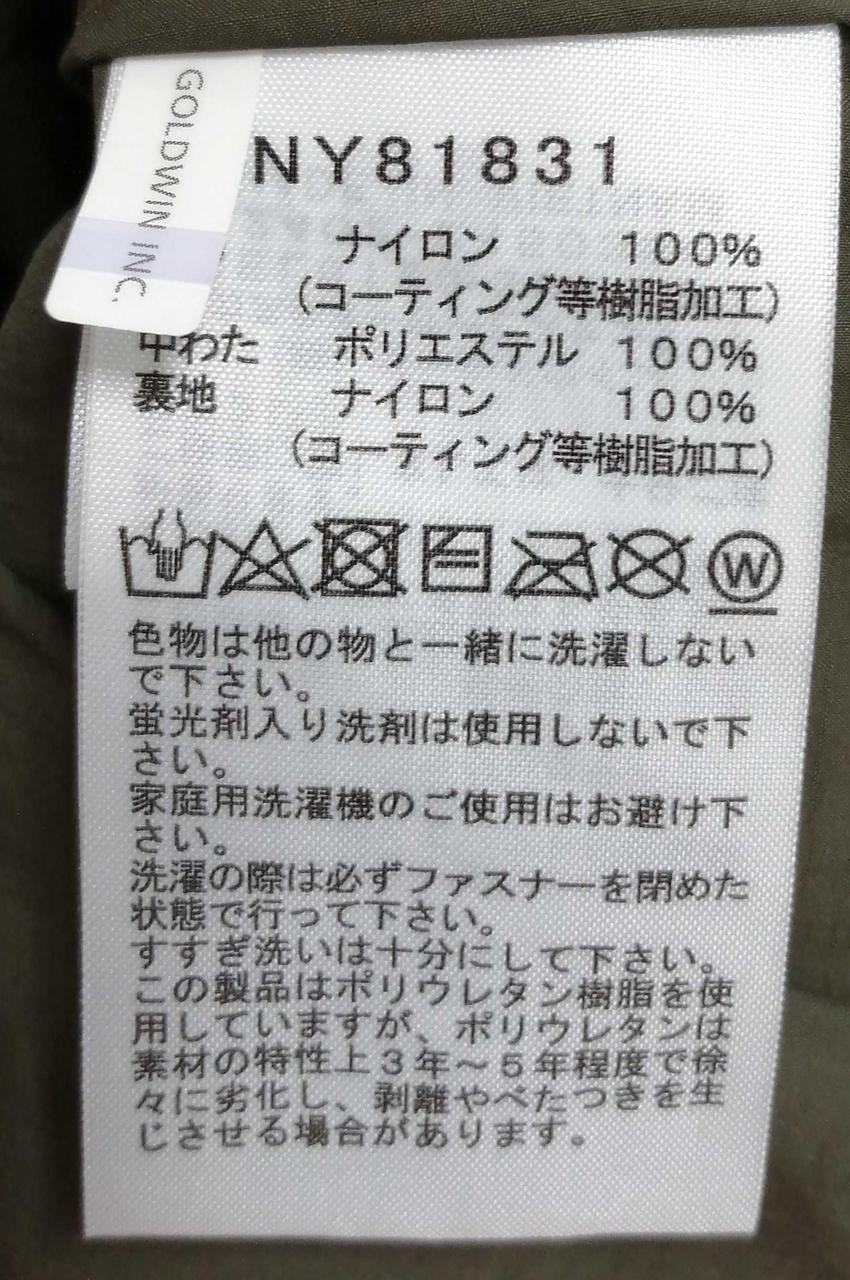 GOLDWIN INC.
NY81831
ナイロン 100%
(コーティング等樹脂加工)
中わた ポリエステル 100%
裏地 ナイロン 100%
(コーティング等樹脂加工)
W
色物は他の物と一緒に洗濯しない
で下さい。
蛍光剤入り洗剤は使用しないで下
さい。
家庭用洗濯機のご使用はお避け下
さい。
洗濯の際は必ずファスナーを閉めた
状態で行って下さい。
すすぎ洗いは十分にして下さい。
この製品はポリウレタン樹脂を使
用していますが、ポリウレタンは
素材の特性上3年～5年程度で徐
々に劣化し、剥離やべたつきを生
じさせる場合があります。